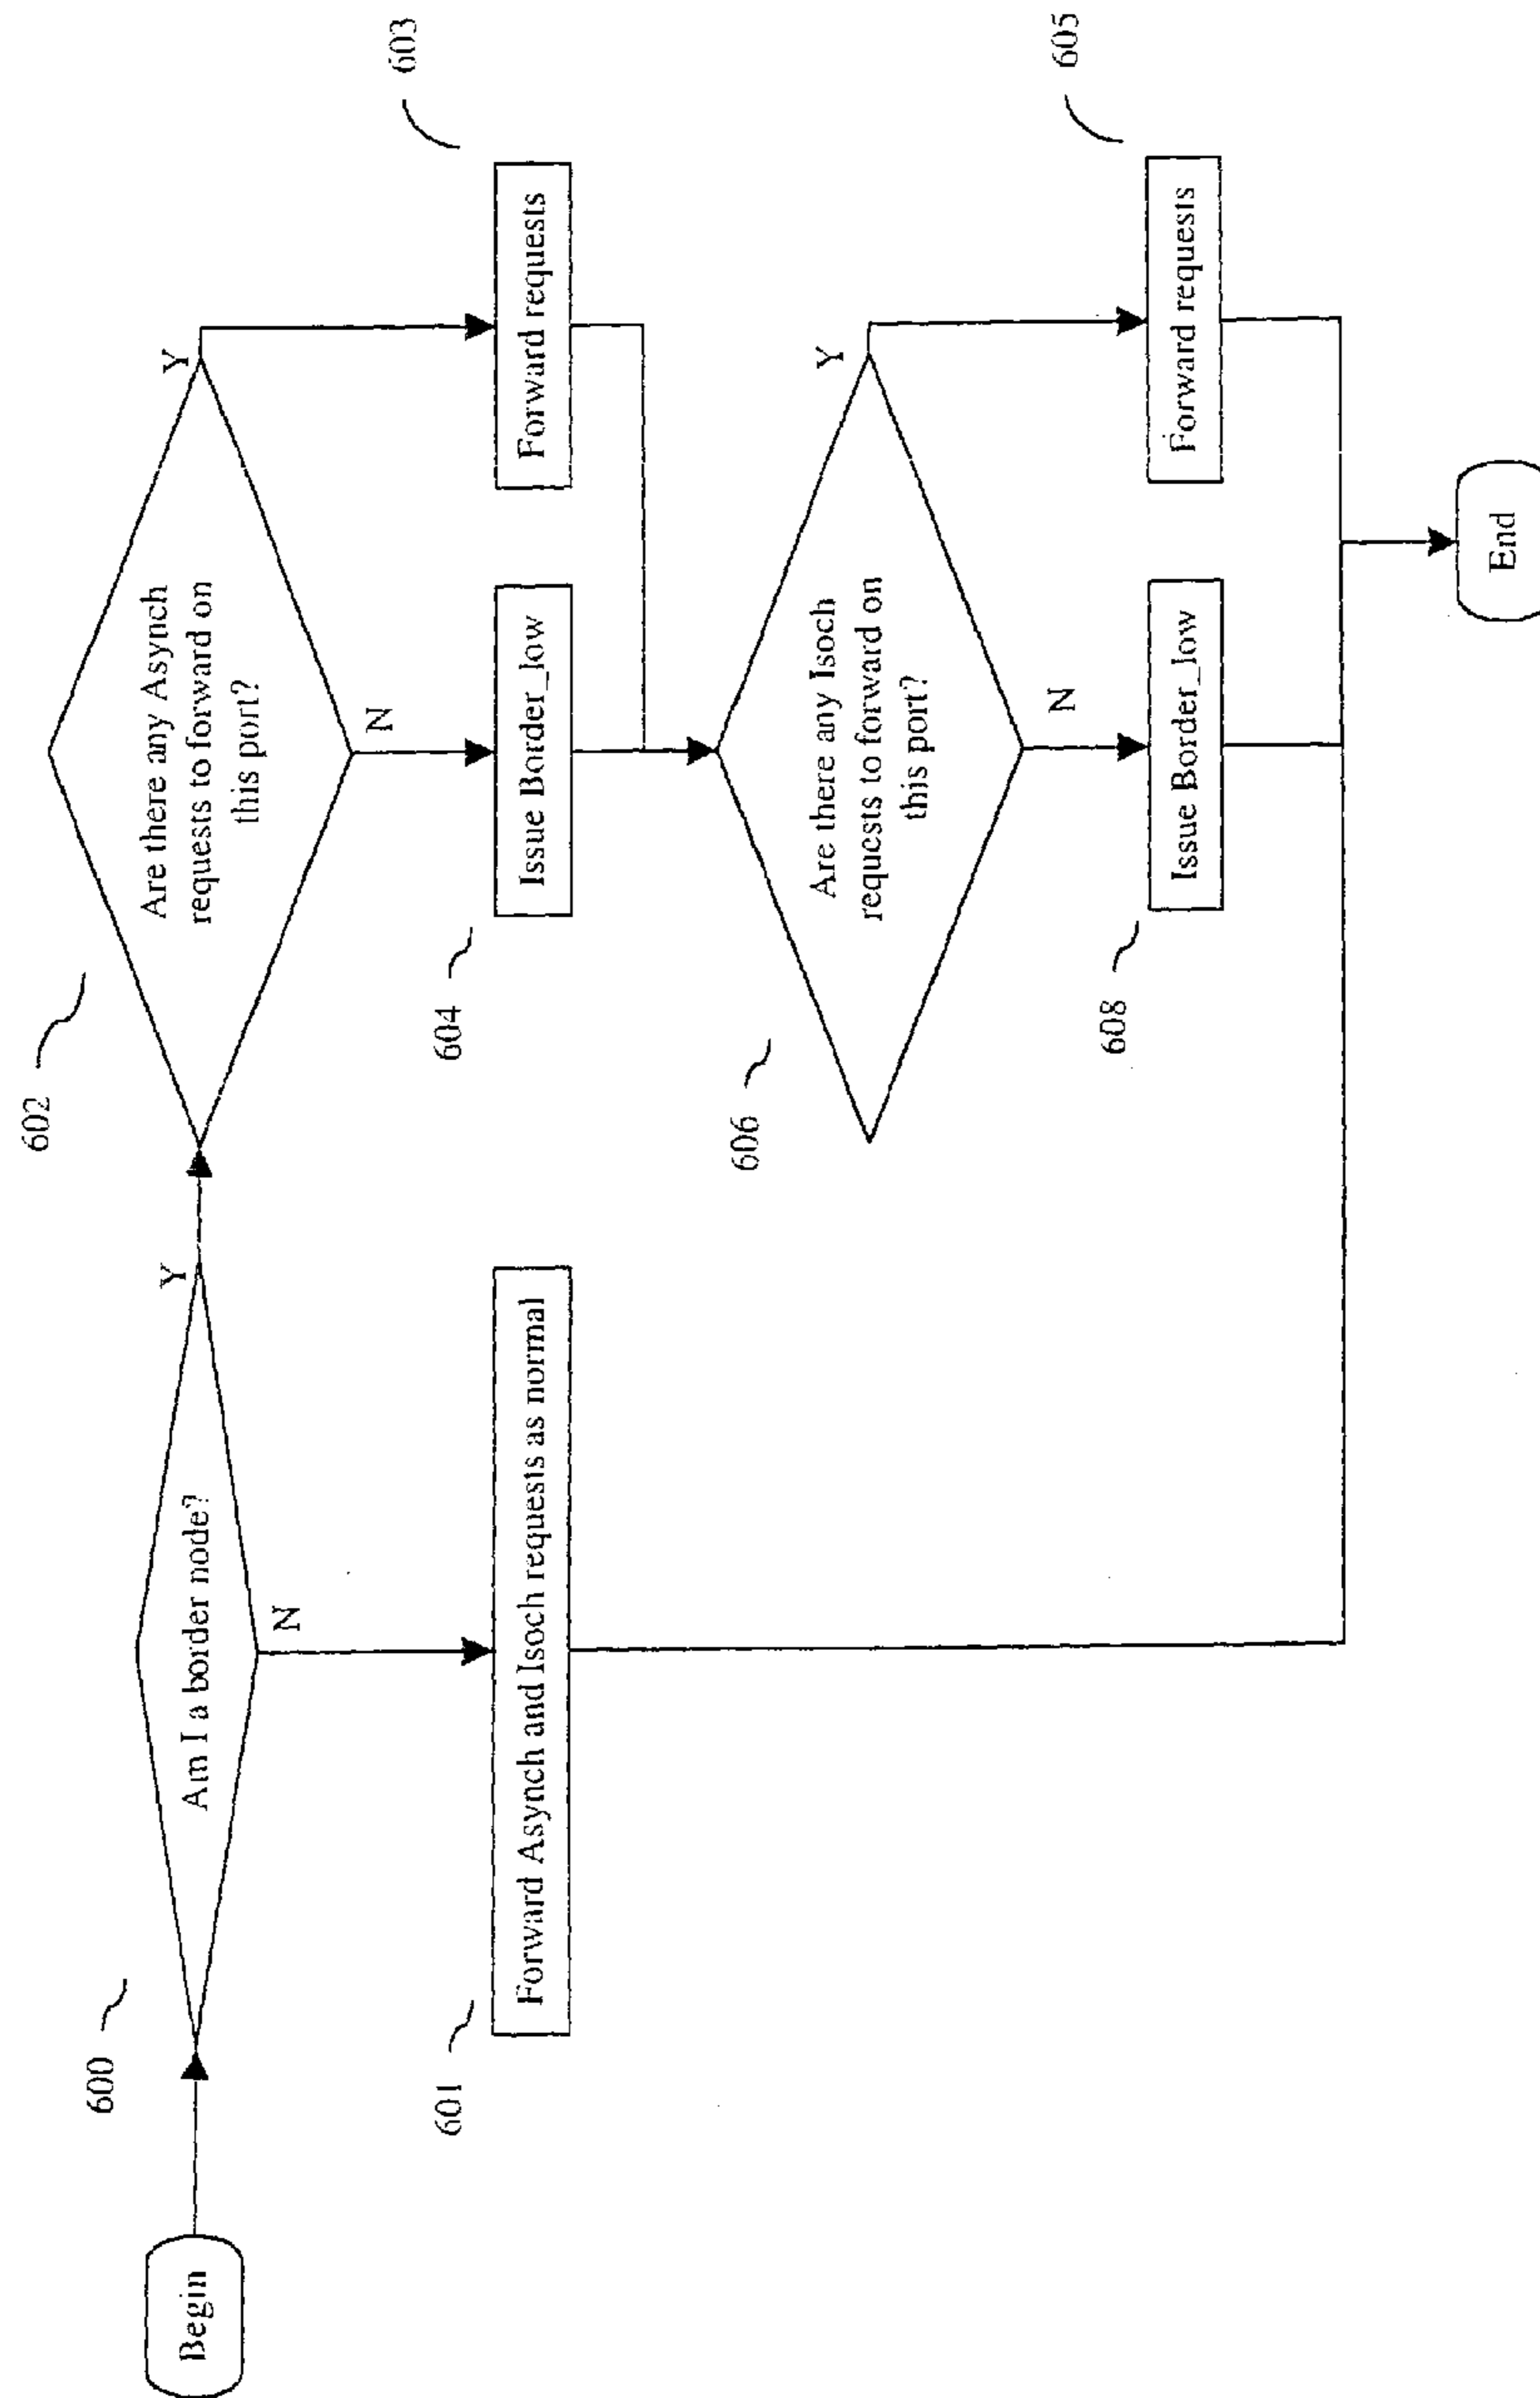 Begin
600
Am I a border node?
Y
N
601
Forward Asynch and Isoch requests as normal
602
Are there any Asynch
requests to forward on
this port?
Y
N
603
Forward requests
604
Issue Border_low
606
Are there any Isoch
requests to forward on
this port?
Y
N
605
Forward requests
608
Issue Border_low
End